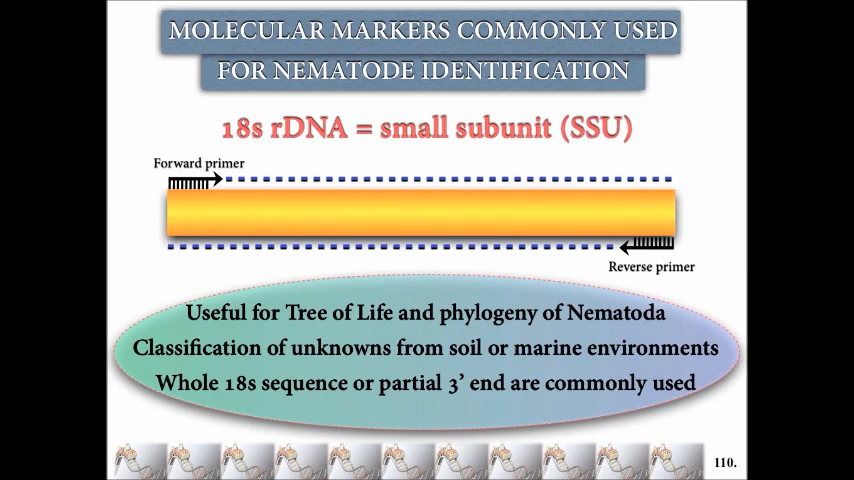 MOLECULAR MARKERS COMMONLY USED
FOR NEMATODE IDENTIFICATION
18s rDNA = small subunit (SSU)
Forward primer
Reverse primer
Useful for Tree of Life and phylogeny of Nematoda
Classification of unknowns from soil or marine environments
Whole 18s sequence or partial 3’ end are commonly used
110.